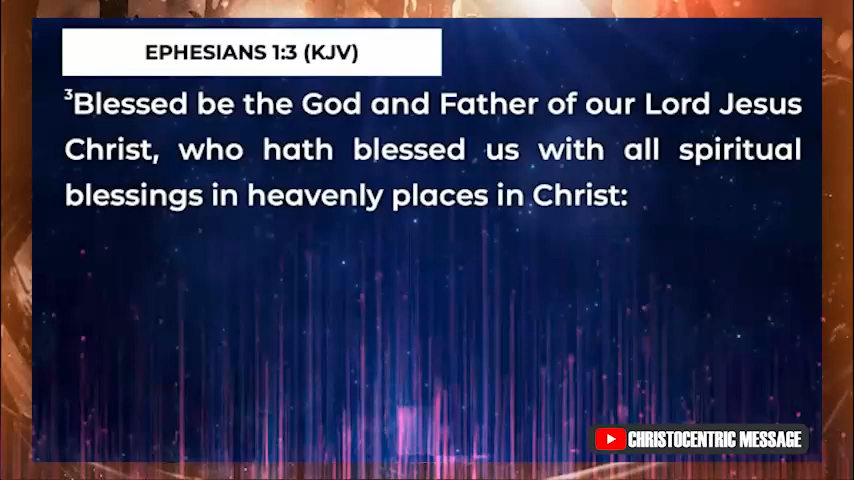 EPHESIANS 1:3 (KJV)
³Blessed be the God and Father of our Lord Jesus
Christ, who hath blessed us with all spiritual
blessings in heavenly places in Christ:
CHRISTOCENTRIC MESSAGE